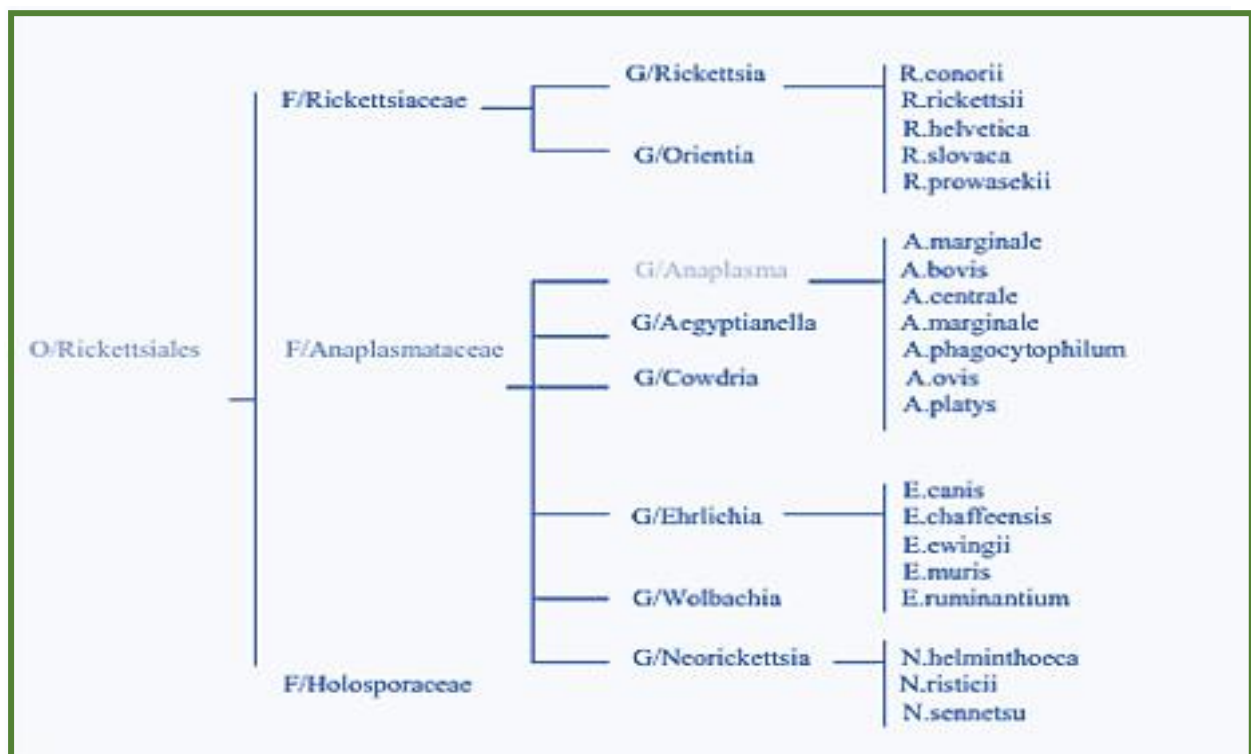 O/Rickettsiales
F/Rickettsiaceae
G/Rickettsia
R.conorii
R.rickettsii
R.helvetica
R.slovaca
R.prowasekii
G/Orientia
F/Anaplasmataceae
G/Anaplasma
A.marginale
A.bovis
A.centrale
A.marginale
A.phagocytophilum
A.ovis
A.platys
G/Aegyptianella
G/Cowdria
G/Ehrlichia
E.canis
E.chaffeensis
E.ewingii
E.muris
E.ruminantium
G/Wolbachia
G/Neorickettsia
N.helminthoeca
N.risticii
N.sennetsu
F/Holosporaceae